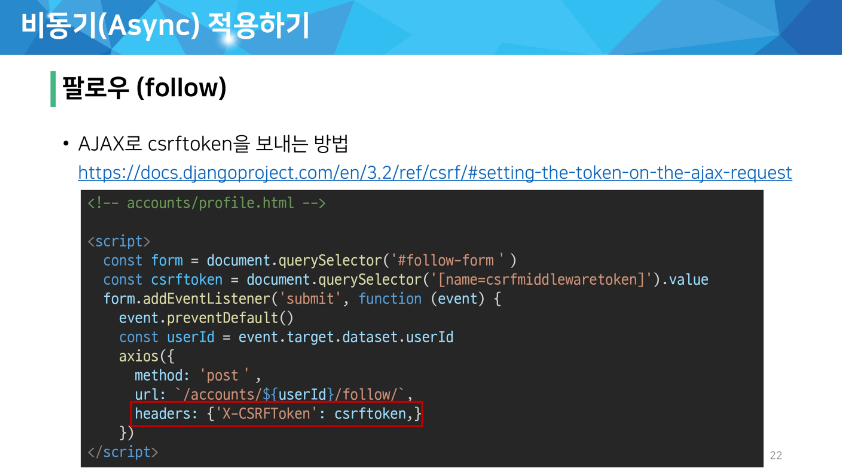 비동기(Async) 적용하기
팔로우 (follow)
• AJAX로 csrftoken을 보내는 방법
https://docs.djangoproject.com/en/3.2/ref/csrf/#setting-the-token-on-the-ajax-request
<!-- accounts/profile.html -->
<script>
  const form = document.querySelector('#follow-form')
  const csrftoken = document.querySelector('[name=csrfmiddlewaretoken]').value
  form.addEventListener('submit', function (event) {
    event.preventDefault()
    const userId = event.target.dataset.userId
    axios({
      method: 'post',
      url: `/accounts/${userId}/follow/`,
      headers: {'X-CSRFToken': csrftoken,}
    })
</script>
22